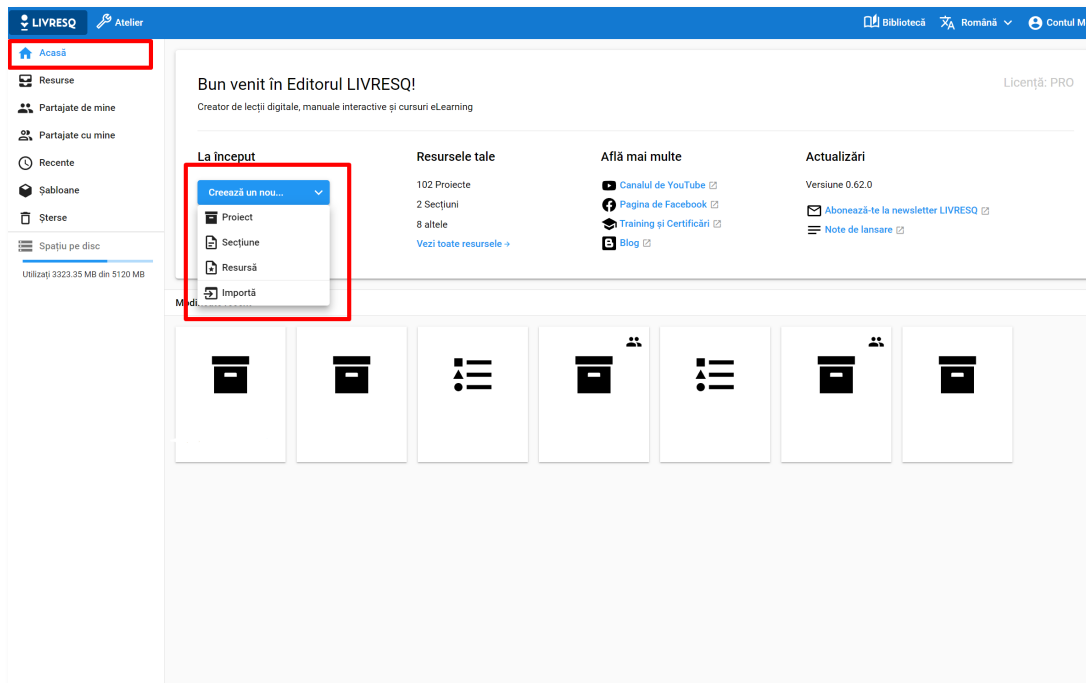 LIVRESQ
Atelier
Bibliotecă
Română
Contul M
Acasă
Resurse
Partajate de mine
Partajate cu mine
Recente
Șabloane
Șterse
Spațiu pe disc
Utilizați 3323.35 MB din 5120 MB
Bun venit în Editorul LIVRESQ!
Licență: PRO
Creator de lecții digitale, manuale interactive și cursuri eLearning
La început
Creează un nou...
Proiect
Secțiune
Resursă
Importă
Resursele tale
102 Proiecte
2 Secțiuni
8 altele
Vezi toate resursele
Află mai multe
Canalul de YouTube
Pagina de Facebook
Training și Certificări
Blog
Actualizări
Versiune 0.62.0
Abonează-te la newsletter LIVRESQ
Note de lansare